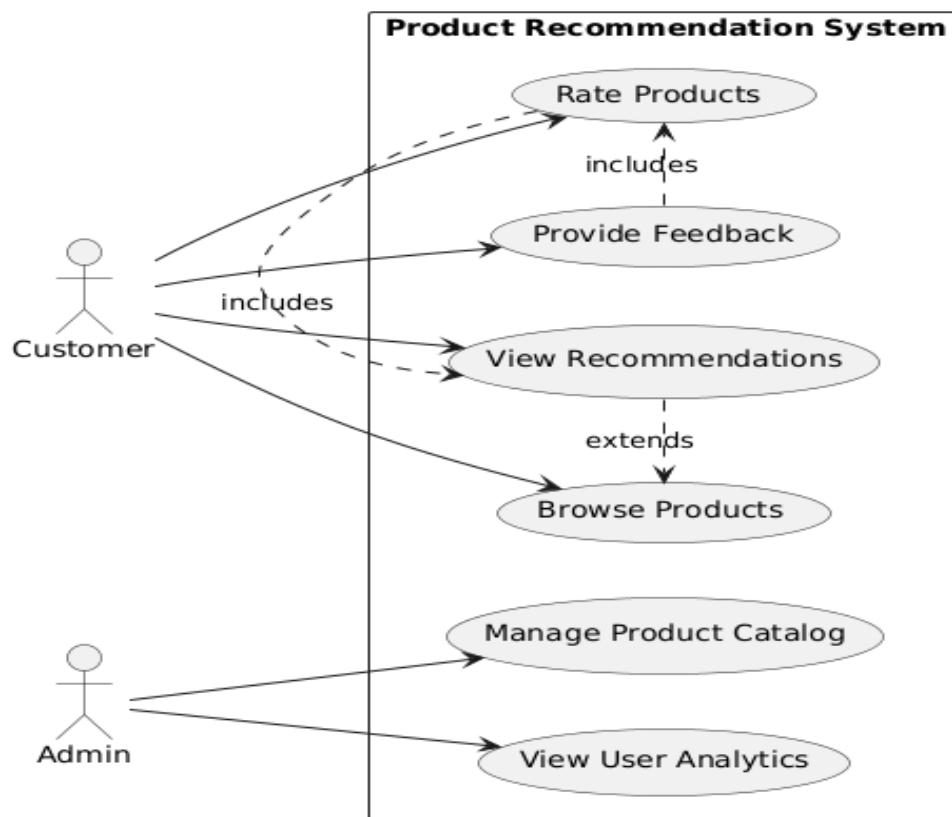 Product Recommendation System
Rate Products
includes
Provide Feedback
includes
Customer
View Recommendations
extends
Browse Products
Manage Product Catalog
Admin
View User Analytics